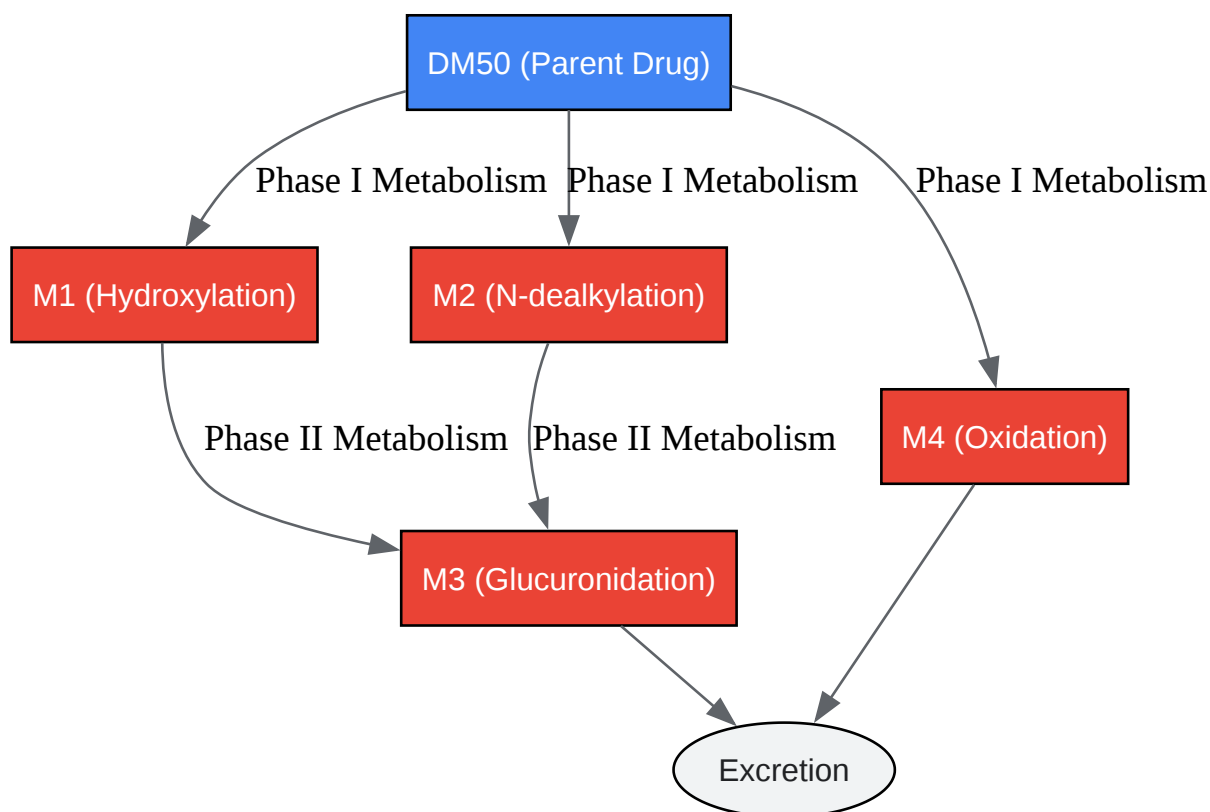 DM50 (Parent Drug)
Phase I Metabolism
Phase I Metabolism
Phase I Metabolism
M1 (Hydroxylation)
M2 (N-dealkylation)
Phase II Metabolism
Phase II Metabolism
M4 (Oxidation)
M3 (Glucuronidation)
Excretion